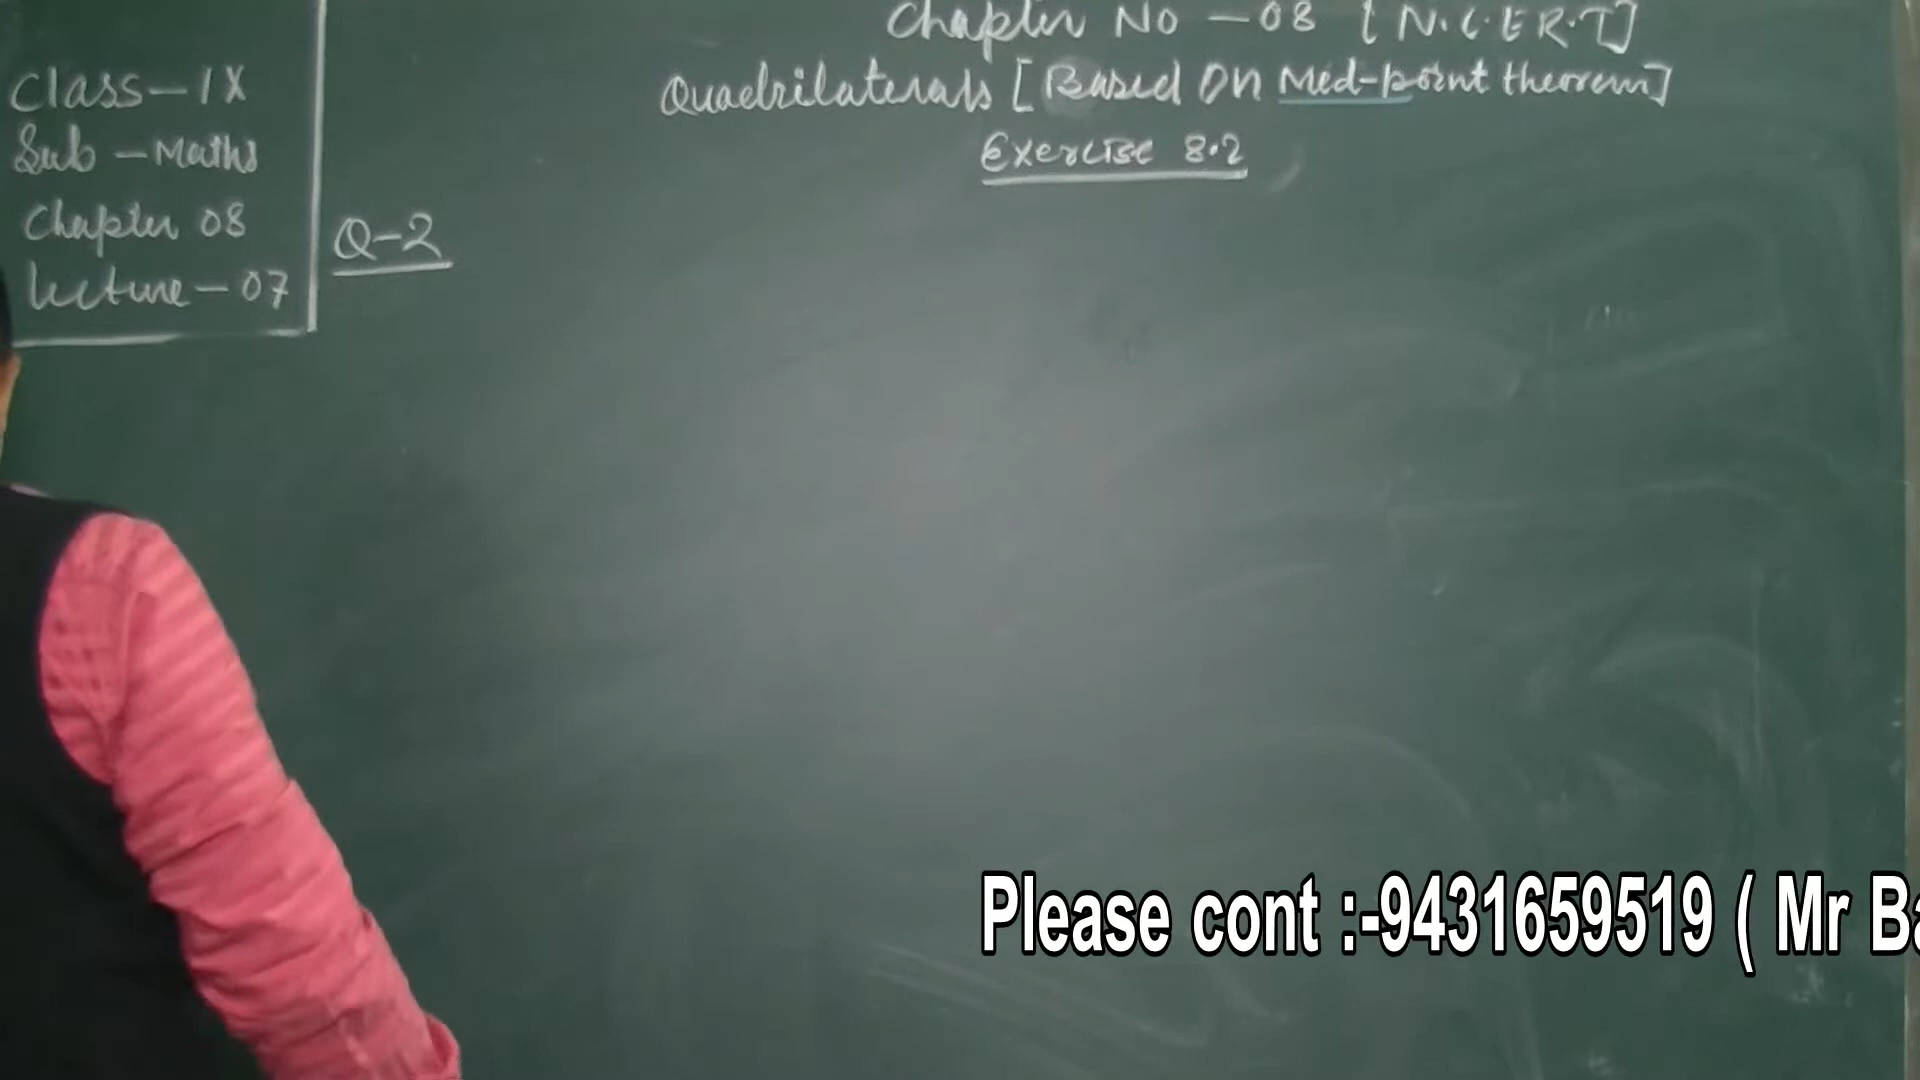 Chapter No - 08 [N.C.E.R.T]
Quadrilaterals [Based On Mid-point theorem]
Exercise 8.2
Class - IX
Sub - Maths
Chapter 08
Lecture - 07
Q-2
Please cont :-9431659519 ( Mr Ba